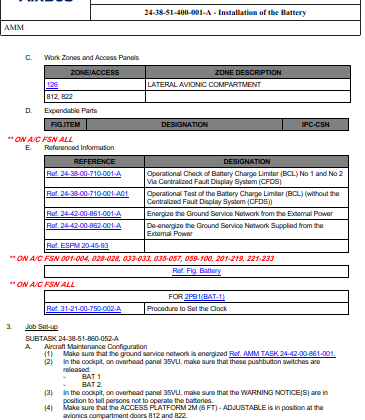 AIRBUS
24-38-51-400-001-A - Installation of the Battery
AMM
C. Work Zones and Access Panels
ZONE/ACCESS ZONE DESCRIPTION
126 LATERAL AVIONIC COMPARTMENT
812, 822
D. Expendable Parts
FIG.ITEM DESIGNATION IPC-CSN
** ON A/C FSN ALL
E. Referenced Information
REFERENCE DESIGNATION
Ref. 24-38-00-710-001-A Operational Check of Battery Charge Limiter (BCL) No 1 and No 2
Via Centralized Fault Display System (CFDS)
Ref. 24-38-00-710-001-A01 Operational Test of the Battery Charge Limiter (BCL) (without the
Centralized Fault Display System (CFDS))
Ref. 24-42-00-861-001-A Energize the Ground Service Network from the External Power
Ref. 24-42-00-862-001-A De-energize the Ground Service Network Supplied from the
External Power
Ref. ESPM 20-45-93
** ON A/C FSN 001-004, 028-028, 033-033, 035-057, 059-100, 201-219, 221-233
Ref. Fig. Battery
** ON A/C FSN ALL
FOR 2PB1(BAT-1)
Ref. 31-21-00-750-002-A Procedure to Set the Clock
3. Job Set-up
SUBTASK 24-38-51-860-052-A
A. Aircraft Maintenance Configuration
(1) Make sure that the ground service network is energized Ref. AMM TASK 24-42-00-861-001.
(2) In the cockpit, on overhead panel 35VU, make sure that these pushbutton switches are
released:
- BAT 1
- BAT 2.
(3) In the cockpit, on overhead panel 35VU, make sure that the WARNING NOTICE(S) are in
position to tell persons not to operate the batteries.
(4) Make sure that the ACCESS PLATFORM 2M (6 FT) - ADJUSTABLE is in position at the
avionics compartment doors 812 and 822.